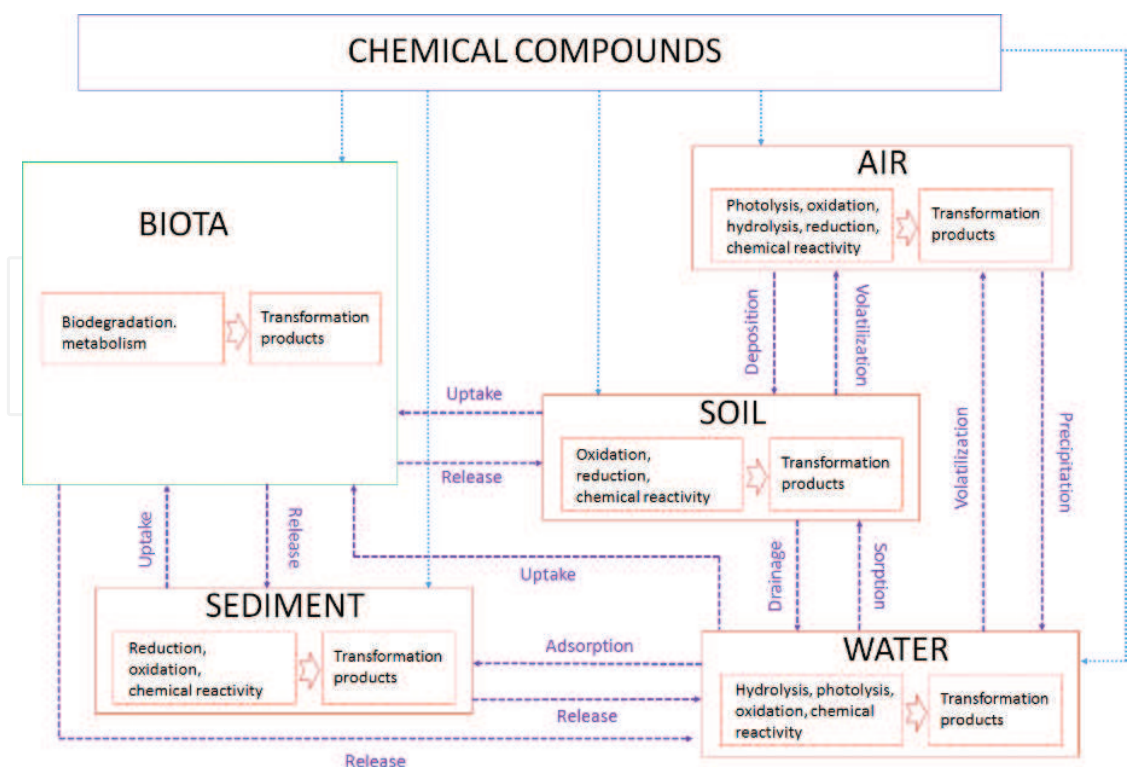 CHEMICAL COMPOUNDS
AIR
Photolysis, oxidation,
hydrolysis, reduction,
chemical reactivity
Transformation
products
BIOTA
Biodegradation.
metabolism
Transformation
products
Deposition
Volatilization
Uptake
Release
SOIL
Oxidation,
reduction,
chemical reactivity
Transformation
products
Volatilization
Precipitation
Uptake
Release
Uptake
Drainage
Sorption
SEDIMENT
Reduction,
oxidation,
chemical reactivity
Transformation
products
Adsorption
Release
WATER
Hydrolysis, photolysis,
oxidation, chemical
reactivity
Transformation
products
Release